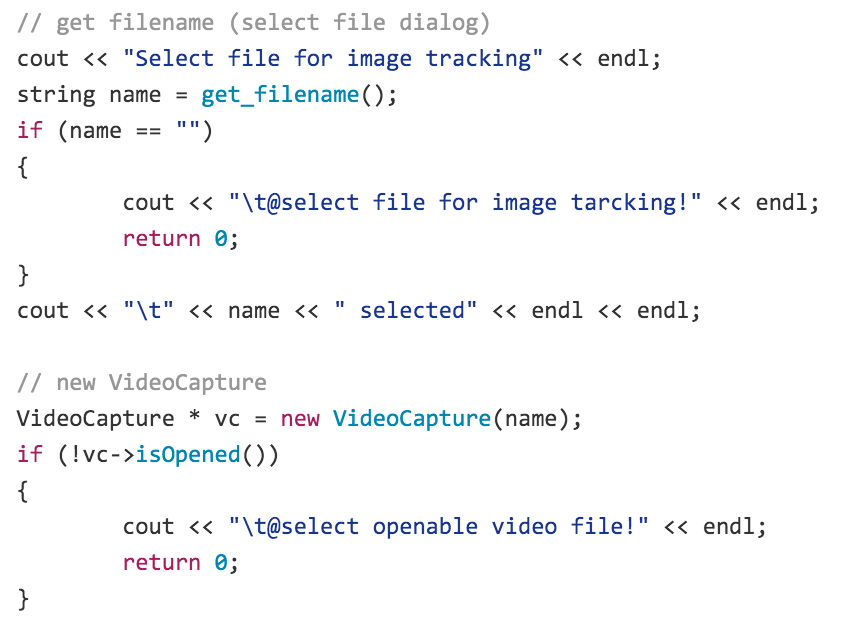 // get filename (select file dialog)
cout << "Select file for image tracking" << endl;
string name = get_filename();
if (name == "")
{
        cout << "\t@select file for image tarcking!" << endl;
        return 0;
}
cout << "\t" << name << " selected" << endl << endl;

// new VideoCapture
VideoCapture * vc = new VideoCapture(name);
if (!vc->isOpened())
{
        cout << "\t@select openable video file!" << endl;
        return 0;
}